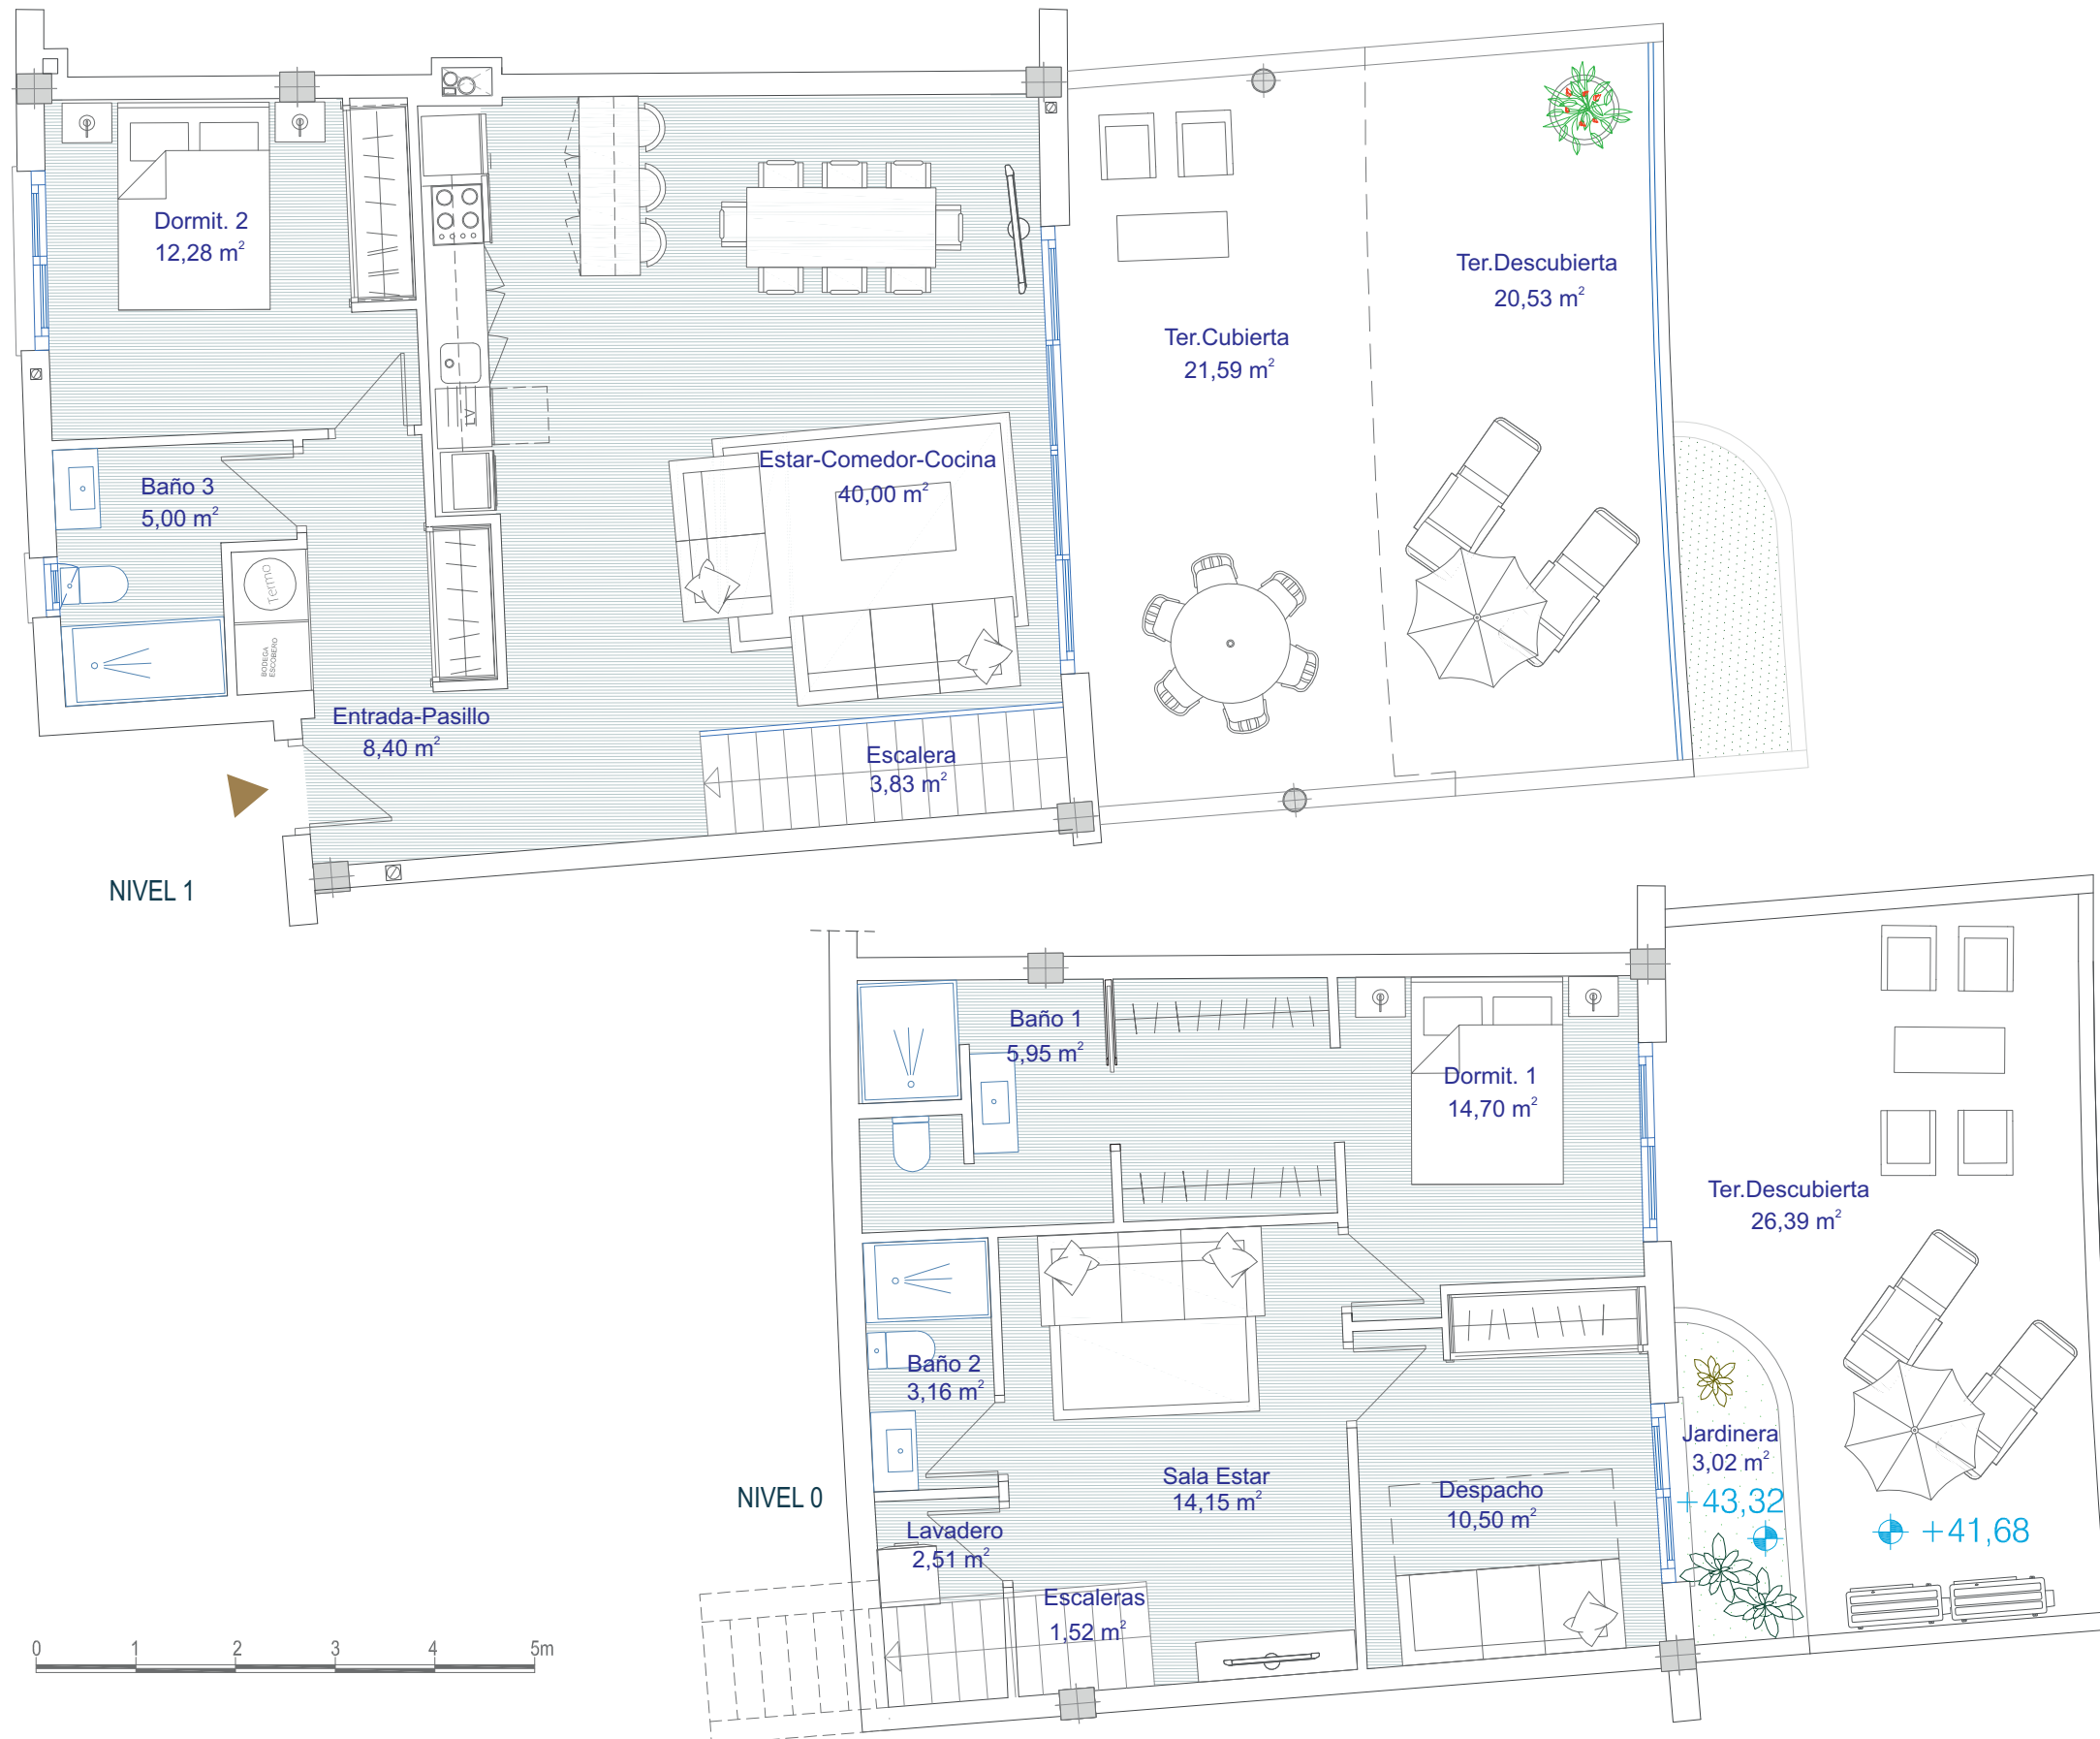 Dormit. 2
12,28 m²
Ter.Descubierta
20,53 m²
Ter.Cubierta
21,59 m²
Estar-Comedor-Cocina
40,00 m²
Baño 3
5,00 m²
Termo
BODEGA
ESCOBERO
LV
Entrada-Pasillo
8,40 m²
Escalera
3,83 m²
NIVEL 1
Baño 1
5,95 m²
Dormit. 1
14,70 m²
Ter.Descubierta
26,39 m²
Baño 2
3,16 m²
Jardinera
3,02 m²
+43,32
+41,68
Sala Estar
14,15 m²
Despacho
10,50 m²
NIVEL 0
Lavadero
2,51 m²
Escaleras
1,52 m²
0 1 2 3 4 5m